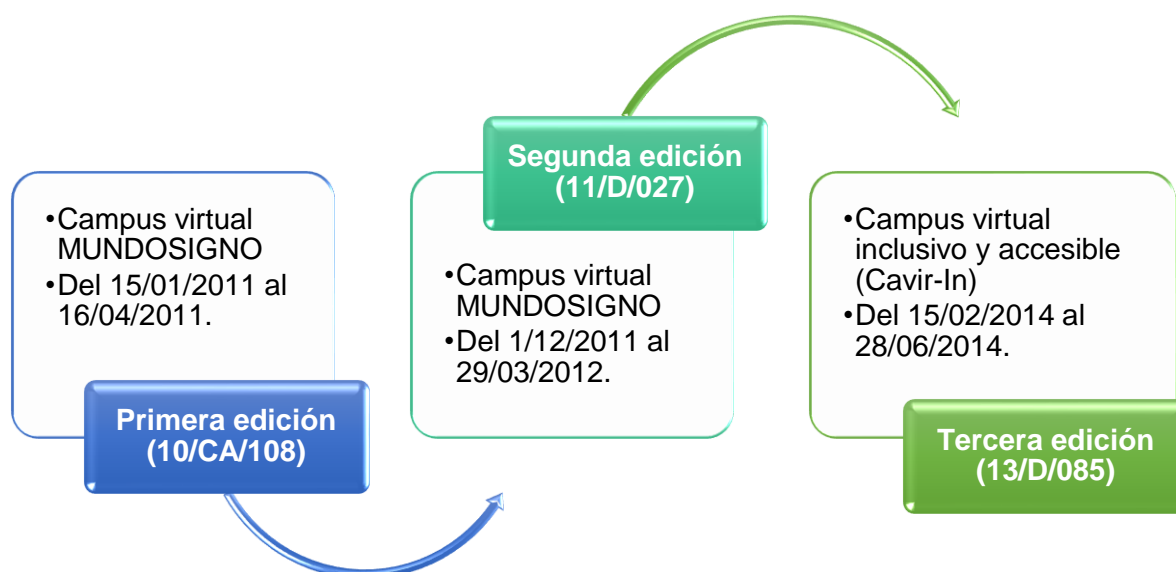 •Campus virtual
MUNDOSIGNO
•Del 15/01/2011 al
16/04/2011.
Primera edición
(10/CA/108)
Segunda edición
(11/D/027)
•Campus virtual
MUNDOSIGNO
•Del 1/12/2011 al
29/03/2012.
•Campus virtual
inclusivo y accesible
(Cavir-In)
•Del 15/02/2014 al
28/06/2014.
Tercera edición
(13/D/085)